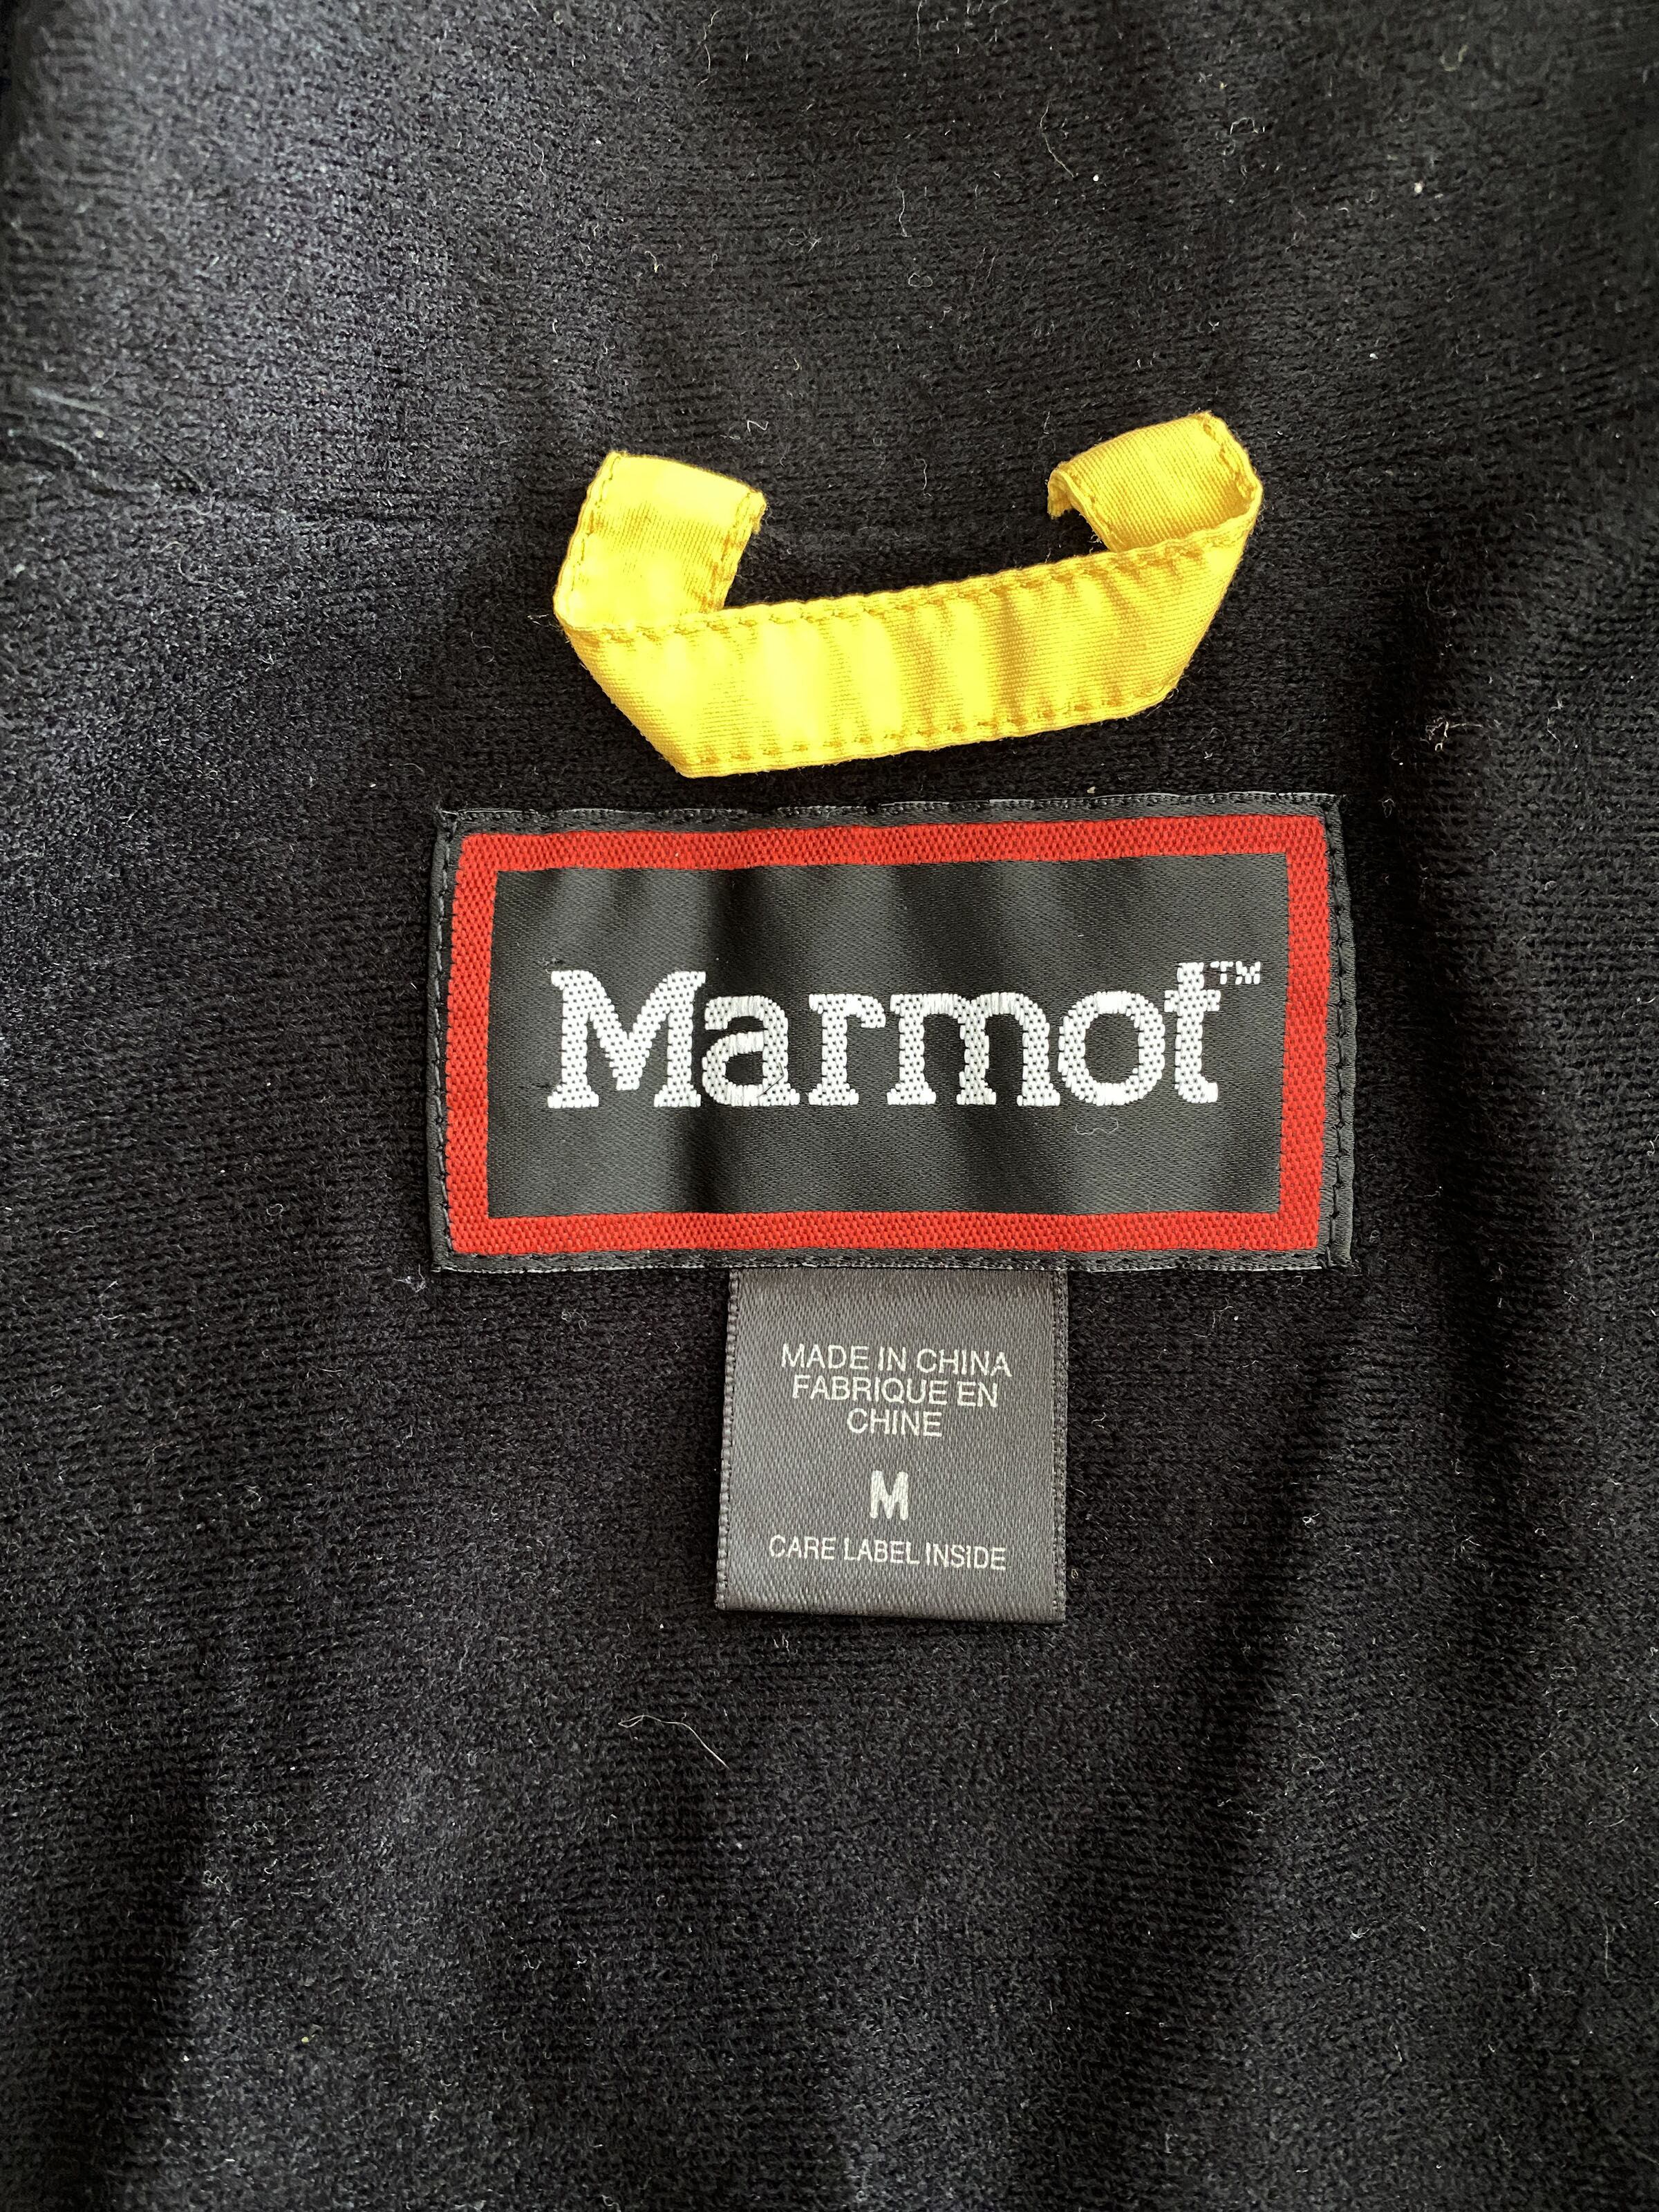 Marmot™
MADE IN CHINA
FABRIQUE EN
CHINE
M
CARE LABEL INSIDE